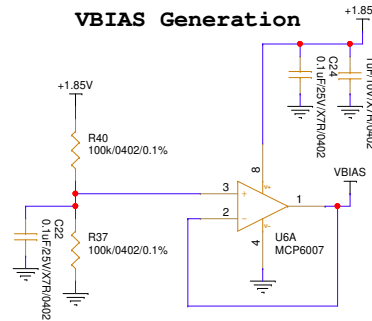 VBIAS Generation
+1.85
C24
0.1uF/25V/X7R/0402
+1.85V
R40
100k/0402/0.1%
VBIAS
8
3
+
V+
1
2
-
V-
U6A
MCP6007
4
C22
0.1uF/25V/X7R/0402
R37
100k/0402/0.1%